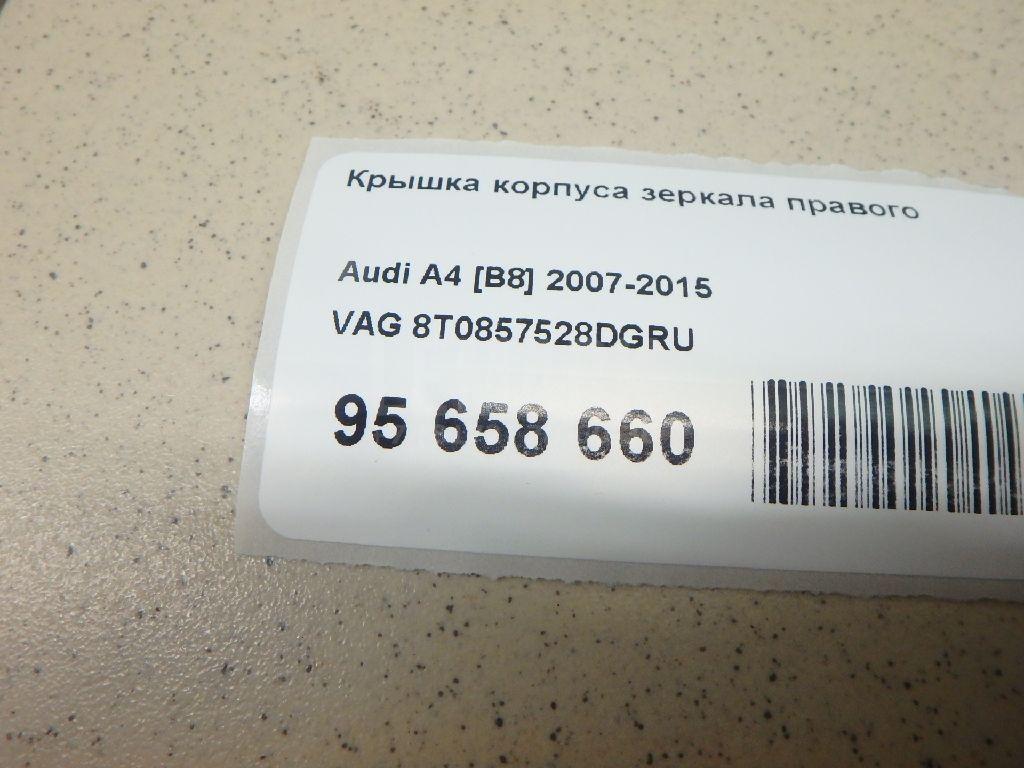 Крышка корпуса зеркала правого
Audi A4 [B8] 2007-2015
VAG 8T0857528DGRU
95 658 660